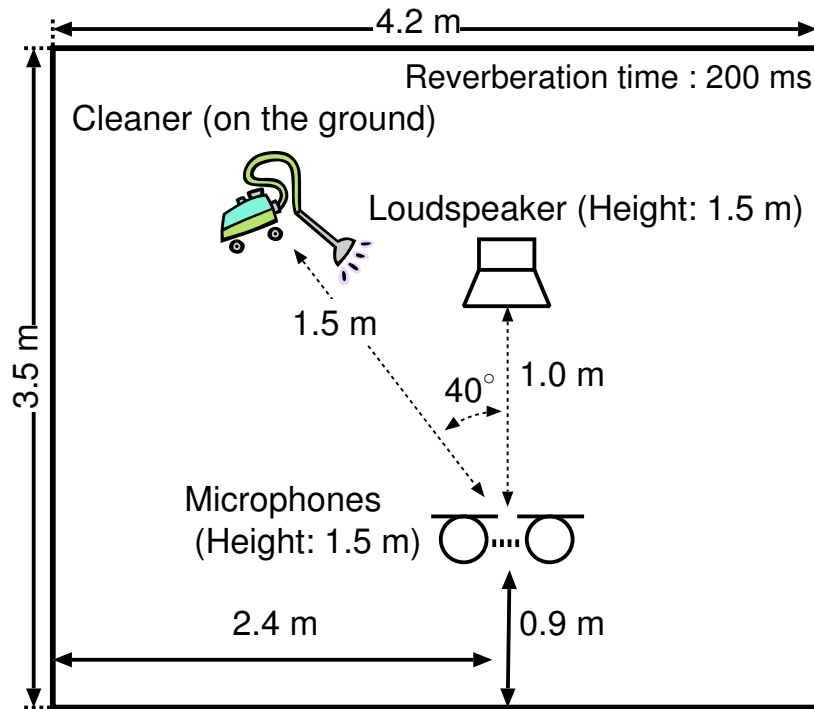 4.2 m
Reverberation time : 200 ms
Cleaner (on the ground)
Loudspeaker (Height: 1.5 m)
1.5 m
3.5 m
1.0 m
40°
Microphones
(Height: 1.5 m)
2.4 m
0.9 m